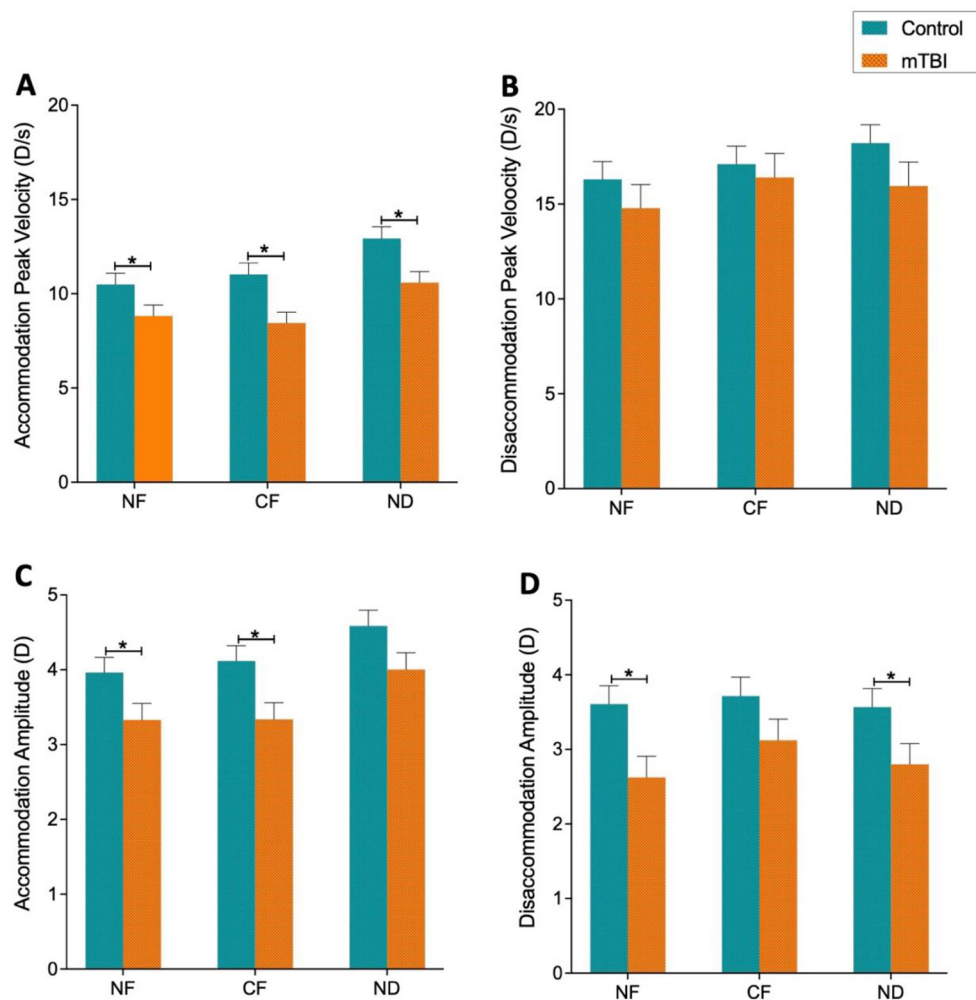 Control
mTBI
A
Accommodation Peak Velocity (D/s)
20
15
10
5
0
*
*
*
NF
CF
ND
B
Disaccommodation Peak Veloocity (D/s)
20
15
10
5
0
NF
CF
ND
C
Accommodation Amplitude (D)
5
4
3
2
1
0
*
*
NF
CF
ND
D
Disaccommodation Amplitude (D)
5
4
3
2
1
0
*
*
NF
CF
ND